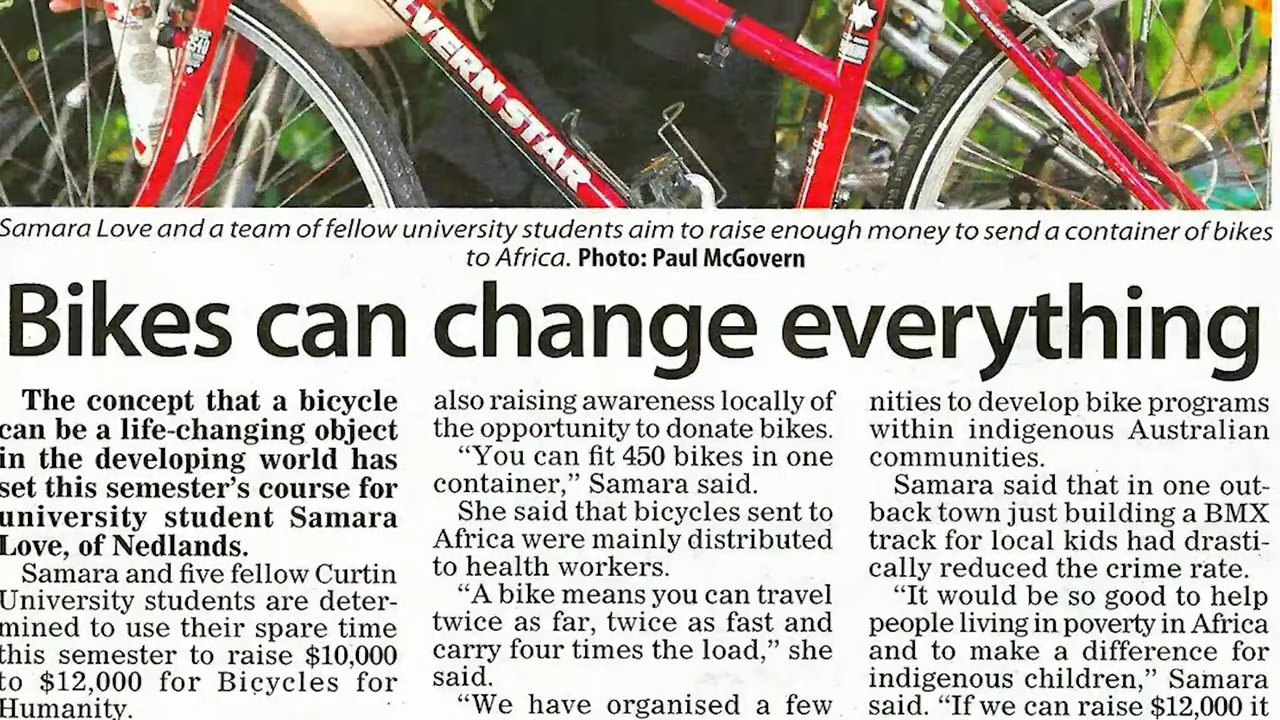 LVERN STAR
Samara Love and a team of fellow university students aim to raise enough money to send a container of bikes
to Africa. Photo: Paul McGovern
Bikes can change everything
The concept that a bicycle
can be a life-changing object
in the developing world has
set this semester's course for
university student Samara
Love, of Nedlands.
Samara and five fellow Curtin
University students are deter-
mined to use their spare time
this semester to raise $10,000
to $12,000 for Bicycles for
Humanity.
also raising awareness locally of
the opportunity to donate bikes.
“You can fit 450 bikes in one
container,” Samara said.
She said that bicycles sent to
Africa were mainly distributed
to health workers.
“A bike means you can travel
twice as far, twice as fast and
carry four times the load,” she
said.
“We have organised a few
nities to develop bike programs
within indigenous Australian
communities.
Samara said that in one out-
back town just building a BMX
track for local kids had drasti-
cally reduced the crime rate.
“It would be so good to help
people living in poverty in Africa
and to make a difference for
indigenous children,” Samara
said. “If we can raise $12,000 it